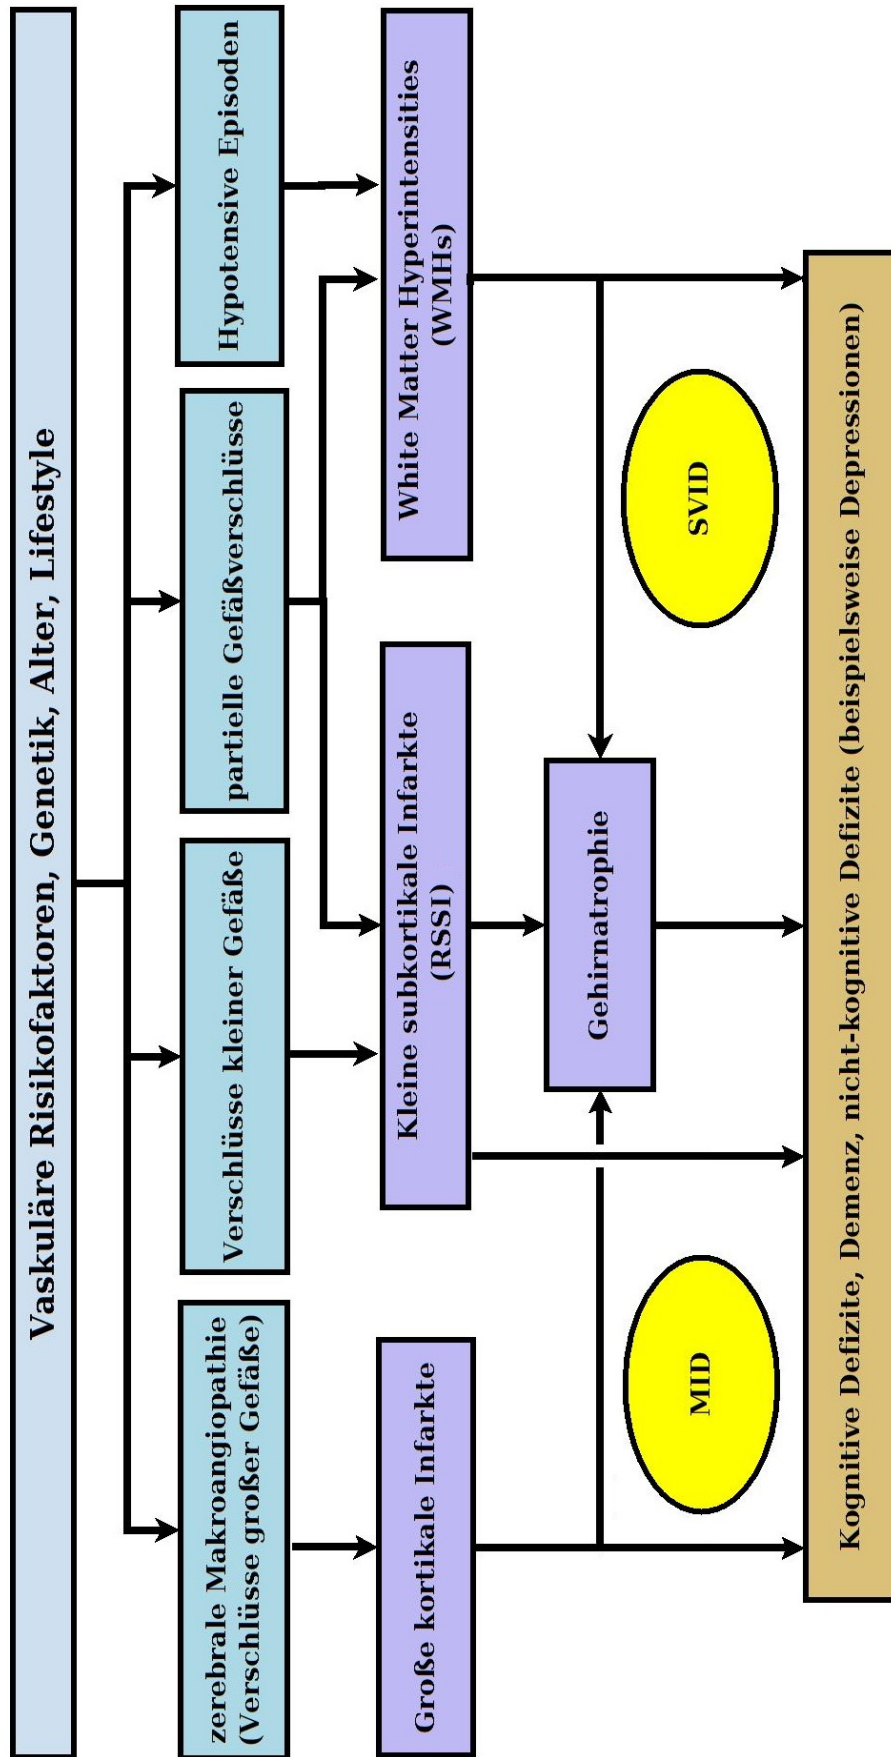 Vaskuläre Risikofaktoren, Genetik, Alter, Lifestyle
zerebrale Makroangiopathie
(Verschlüsse großer Gefäße)
Verschlüsse kleiner Gefäße
partielle Gefäßverschlüsse
Hypotensive Episoden
Große kortikale Infarkte
Kleine subkortikale Infarkte
(RSSI)
White Matter Hyperintensities
(WMHs)
Gehirnatrophie
MID
SVID
Kognitive Defizite, Demenz, nicht-kognitive Defizite (beispielsweise Depressionen)